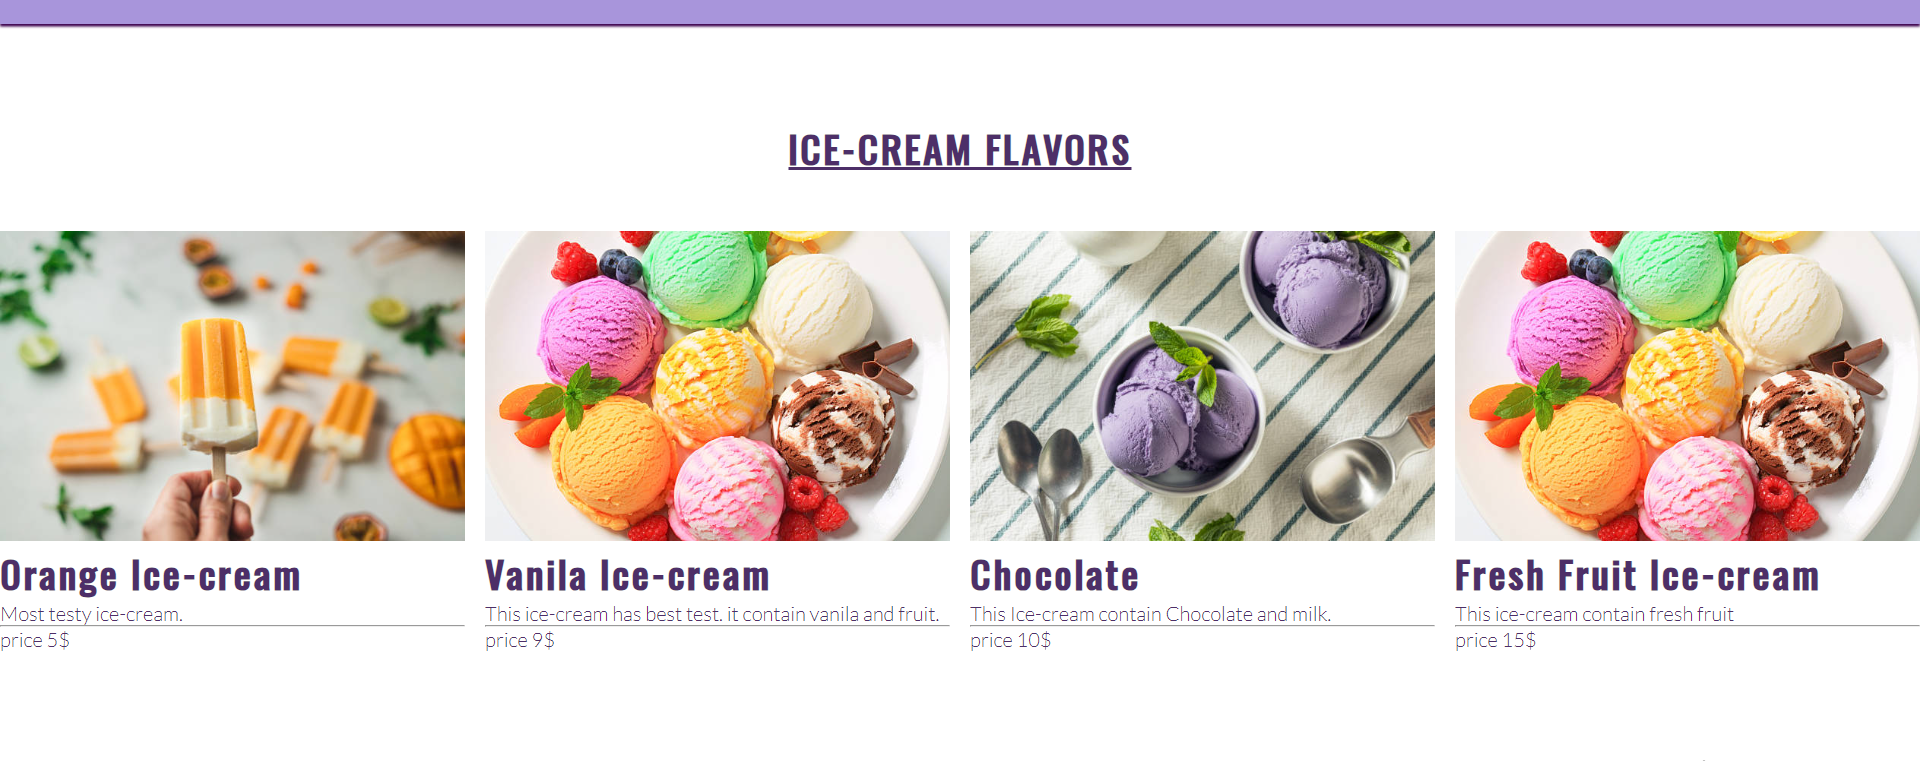 ICE-CREAM FLAVORS
Orange Ice-cream
Most testy ice-cream.
price 5$
Vanila Ice-cream
This ice-cream has best test. it contain vanila and fruit.
price 9$
Chocolate
This Ice-cream contain Chocolate and milk.
price 10$
Fresh Fruit Ice-cream
This ice-cream contain fresh fruit
price 15$